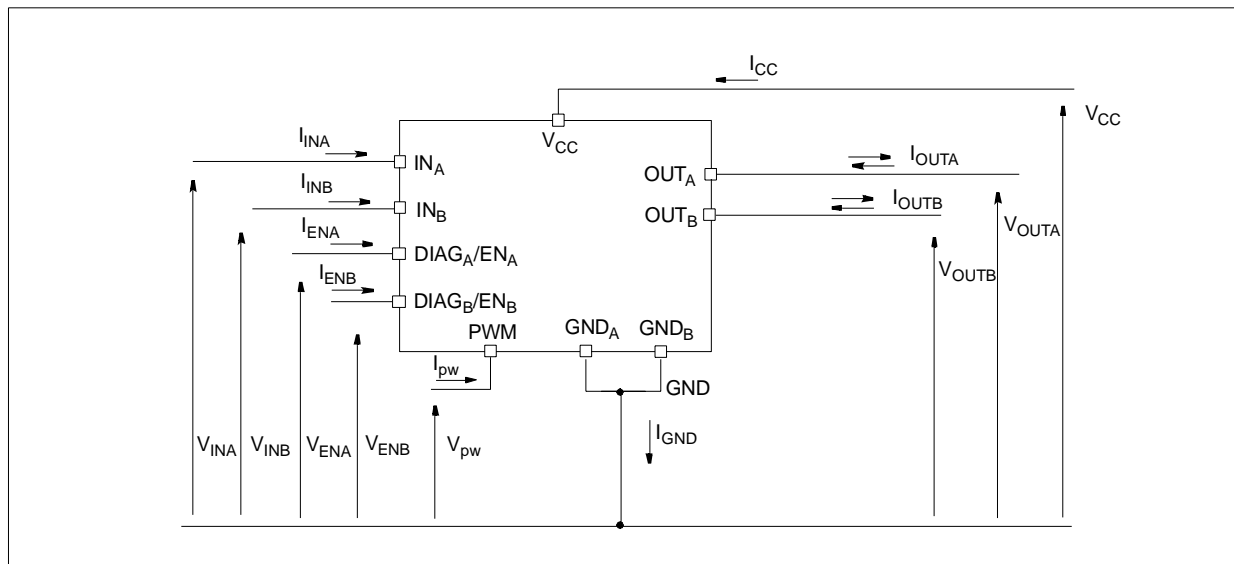 I_CC
V_CC
V_CC
I_INA
IN_A
OUT_A
I_OUTA
I_INB
IN_B
OUT_B
I_OUTB
I_ENA
DIAG_A/EN_A
V_OUTA
I_ENB
DIAG_B/EN_B
V_OUTB
PWM
GND_A
GND_B
I_pw
GND
V_INA
V_INB
V_ENA
V_ENB
V_pw
I_GND